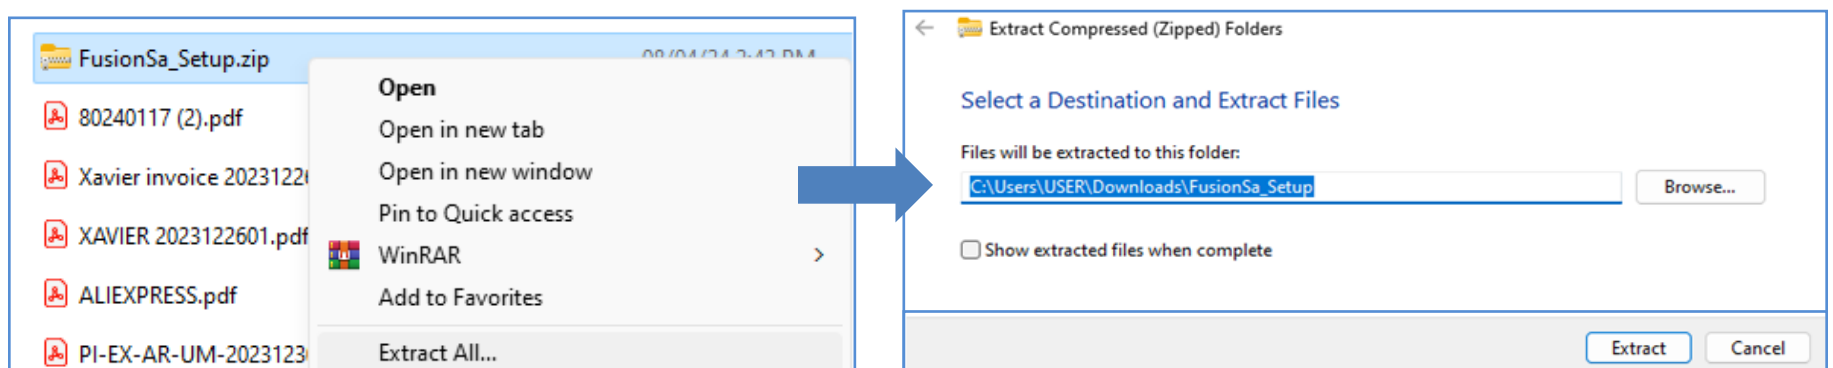 FusionSa_Setup.zip
80240117 (2).pdf
Xavier invoice 2023122
XAVIER 2023122601.pdf
ALIEXPRESS.pdf
PI-EX-AR-UM-2023123
Open
Open in new tab
Open in new window
Pin to Quick access
WinRAR
Add to Favorites
Extract All...
Extract Compressed (Zipped) Folders
Select a Destination and Extract Files
Files will be extracted to this folder:
C:\Users\USER\Downloads\FusionSa_Setup
Browse...
Show extracted files when complete
Extract
Cancel